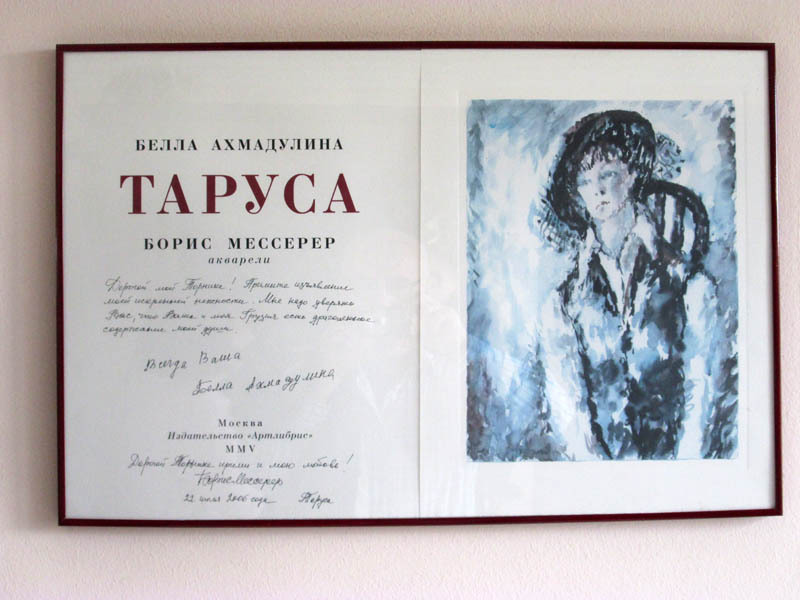 БЕЛЛА АХМАДУЛИНА
ТАРУСА
БОРИС МЕССЕРЕР
акварели
Дорогой мой Торнике! Примите изъявление
моей искренней нежности. Мне надо уверять
Вас, что Ваша и моя Грузия есть драгоценное
содержание моей души.
Всегда Ваша
Белла Ахмадулина
Москва
Издательство «Артлибрис»
MMV
Дорогой Торнике прими и мою любовь!
Борис Мессерер
22 июля 2006 года Таруса